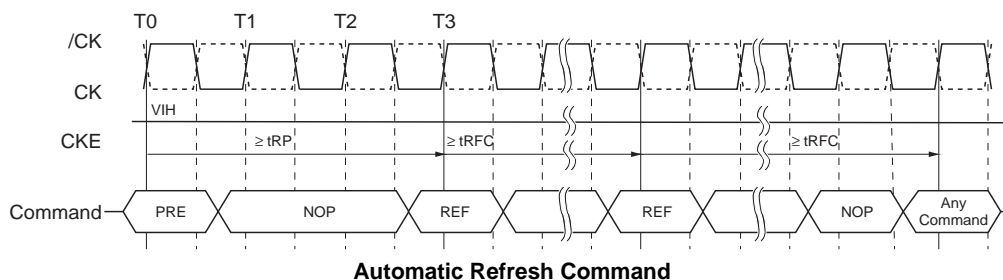 T0 T1 T2 T3
/CK
CK
VIH
CKE
≥ tRP ≥ tRFC ≥ tRFC
Command PRE NOP REF REF NOP Any Command
Automatic Refresh Command